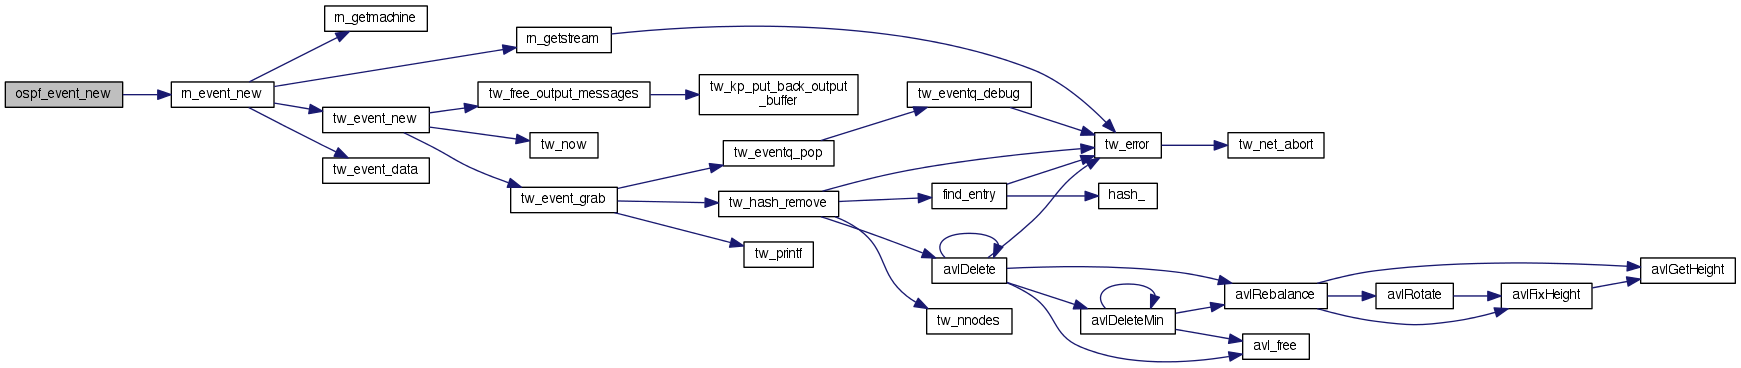 rn_getmachine
rn_getstream
ospf_event_new
rn_event_new
tw_free_output_messages
tw_kp_put_back_output
_buffer
tw_eventq_debug
tw_event_new
tw_now
tw_eventq_pop
tw_error
tw_net_abort
tw_event_data
tw_event_grab
tw_hash_remove
find_entry
hash_
tw_printf
avlDelete
avlGetHeight
avlRebalance
avlRotate
avlFixHeight
tw_nnodes
avlDeleteMin
avl_free